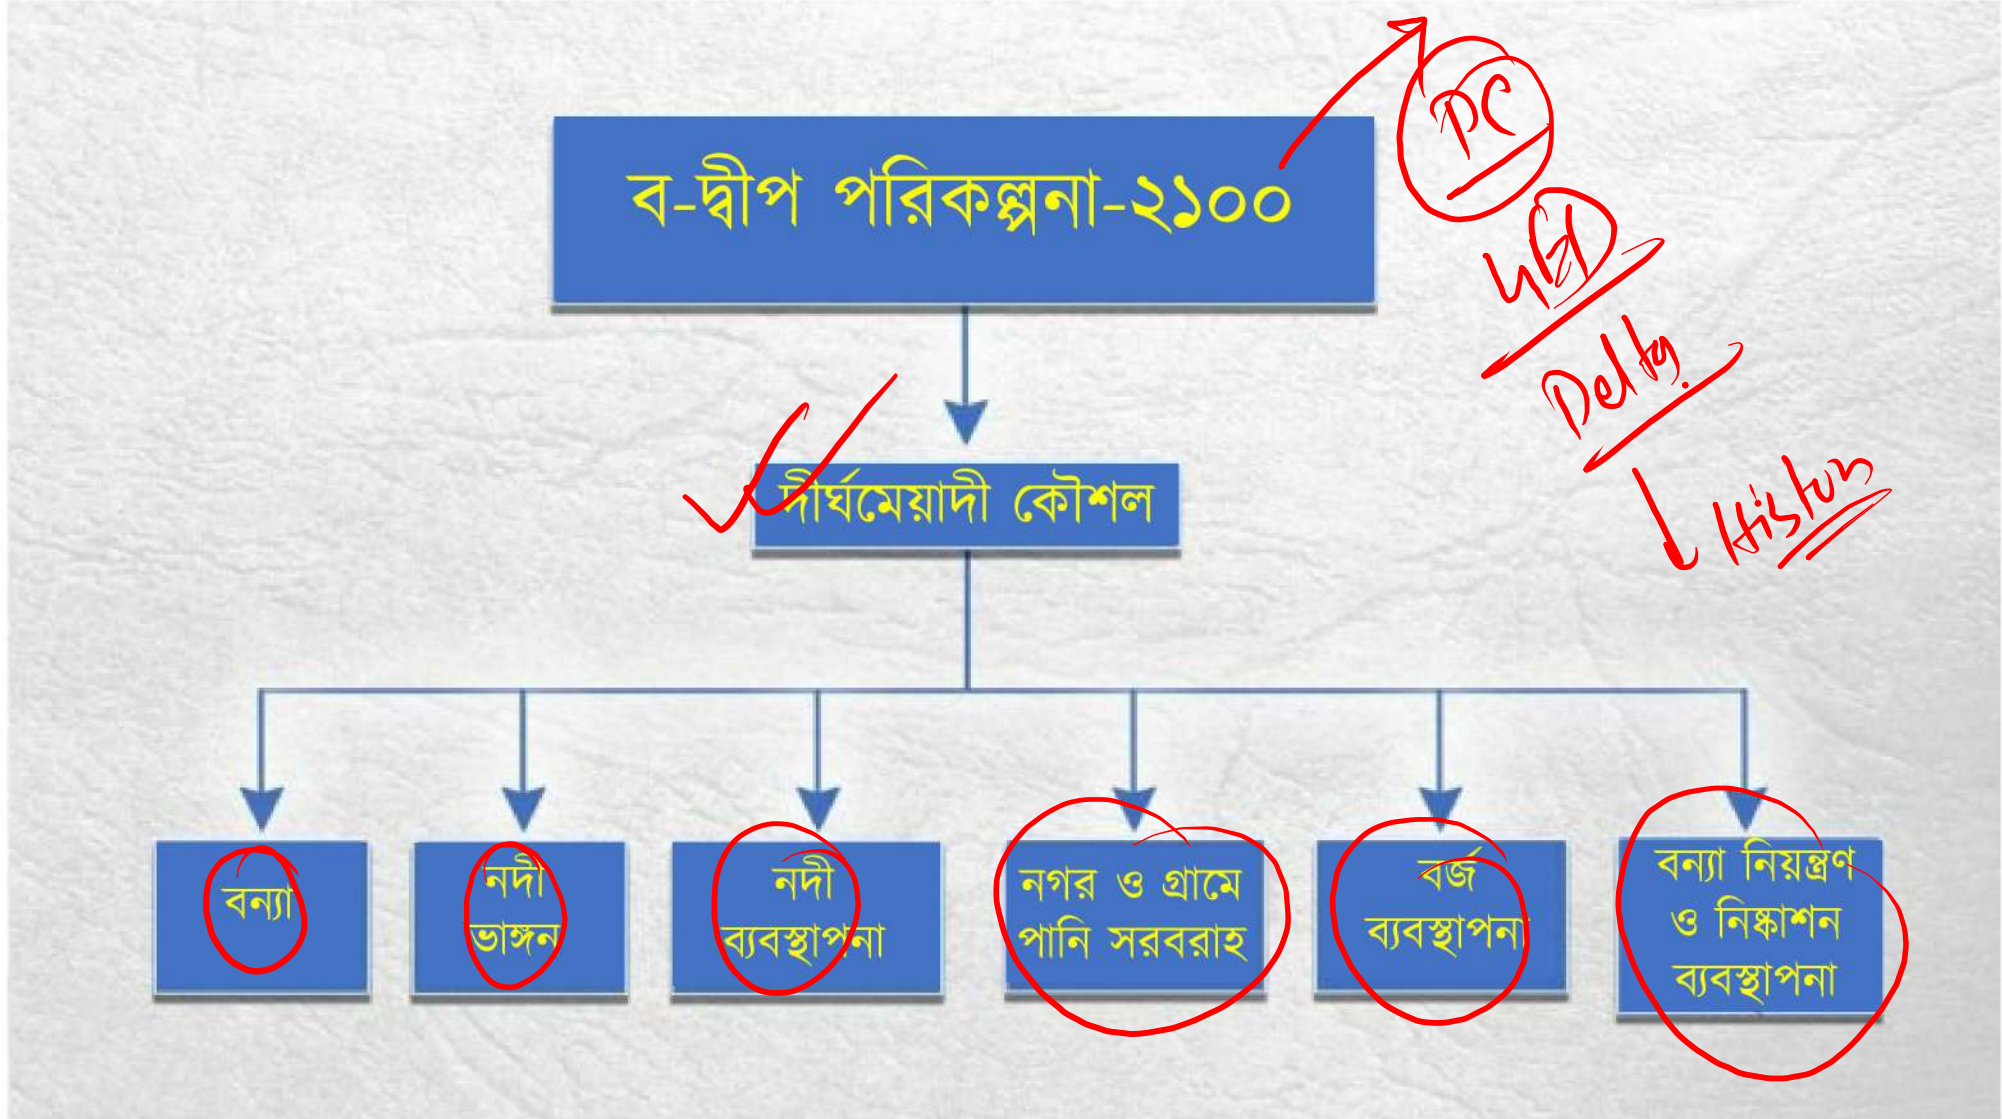 ব-দ্বীপ পরিকল্পনা-২১০০
PC
Delta
দীর্ঘমেয়াদী কৌশল
বন্যা
নদী
ভাঙ্গন
নদী
ব্যবস্থাপনা
নগর ও গ্রামে
পানি সরবরাহ
বর্জ
ব্যবস্থাপনা
বন্যা নিয়ন্ত্রণ
ও নিষ্কাশন
ব্যবস্থাপনা